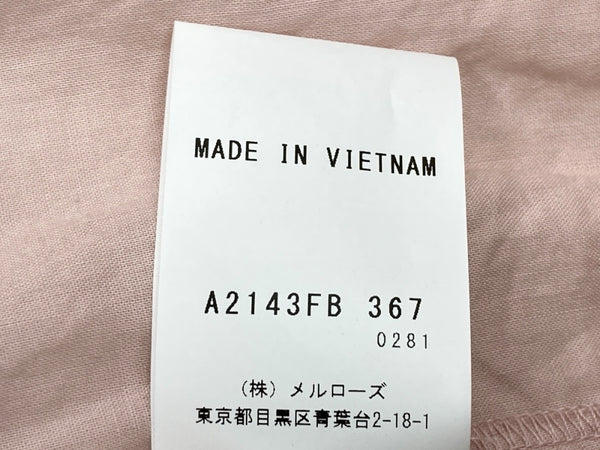 MADE IN VIETNAM
A2143FB 367
0281
(株) メルローズ
東京都目黒区青葉台2-18-1